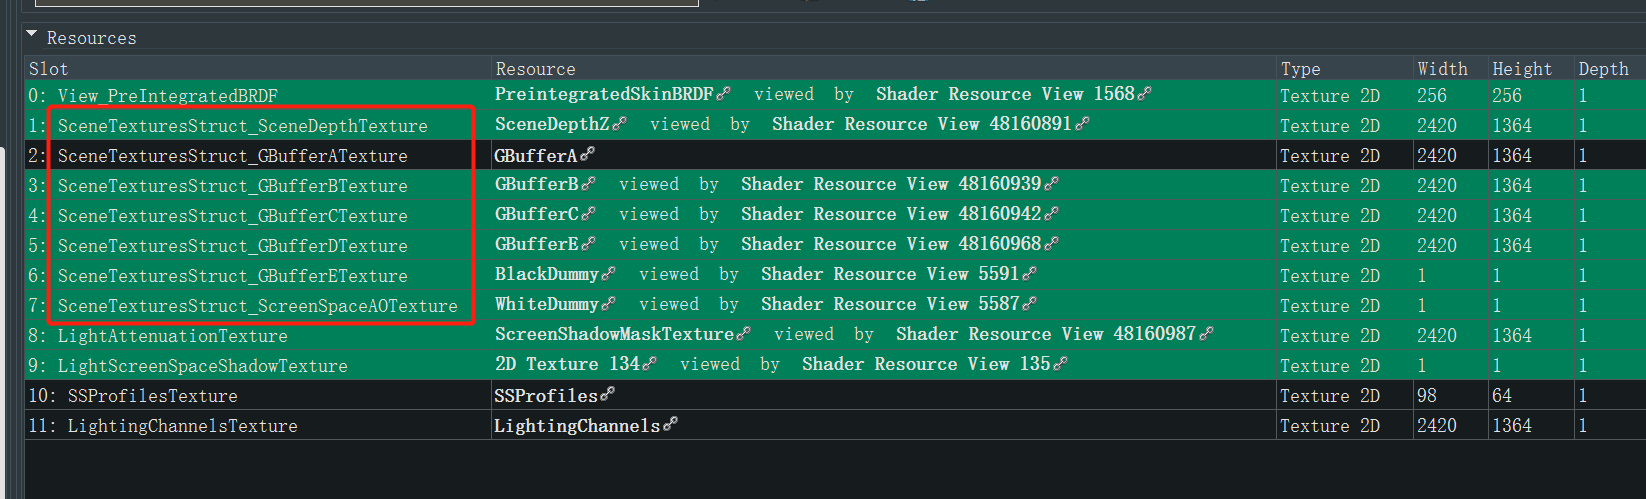 Resources
Slot Resource Type Width Height Depth
0: View_PreIntegratedBRDF PreintegratedSkinBRDF viewed by Shader Resource View 1568 Texture 2D 256 256 1
1: SceneTexturesStruct_SceneDepthTexture SceneDepthZ viewed by Shader Resource View 48160891 Texture 2D 2420 1364 1
2: SceneTexturesStruct_GBufferATexture GBufferA Texture 2D 2420 1364 1
3: SceneTexturesStruct_GBufferBTexture GBufferB viewed by Shader Resource View 48160939 Texture 2D 2420 1364 1
4: SceneTexturesStruct_GBufferCTexture GBufferC viewed by Shader Resource View 48160942 Texture 2D 2420 1364 1
5: SceneTexturesStruct_GBufferDTexture GBufferE viewed by Shader Resource View 48160968 Texture 2D 2420 1364 1
6: SceneTexturesStruct_GBufferETexture BlackDummy viewed by Shader Resource View 5591 Texture 2D 1 1 1
7: SceneTexturesStruct_ScreenSpaceAOTexture WhiteDummy viewed by Shader Resource View 5587 Texture 2D 1 1 1
8: LightAttenuationTexture ScreenShadowMaskTexture viewed by Shader Resource View 48160987 Texture 2D 2420 1364 1
9: LightScreenSpaceShadowTexture 2D Texture 134 viewed by Shader Resource View 135 Texture 2D 1 1 1
10: SSProfilesTexture SSProfiles Texture 2D 98 64 1
11: LightingChannelsTexture LightingChannels Texture 2D 2420 1364 1